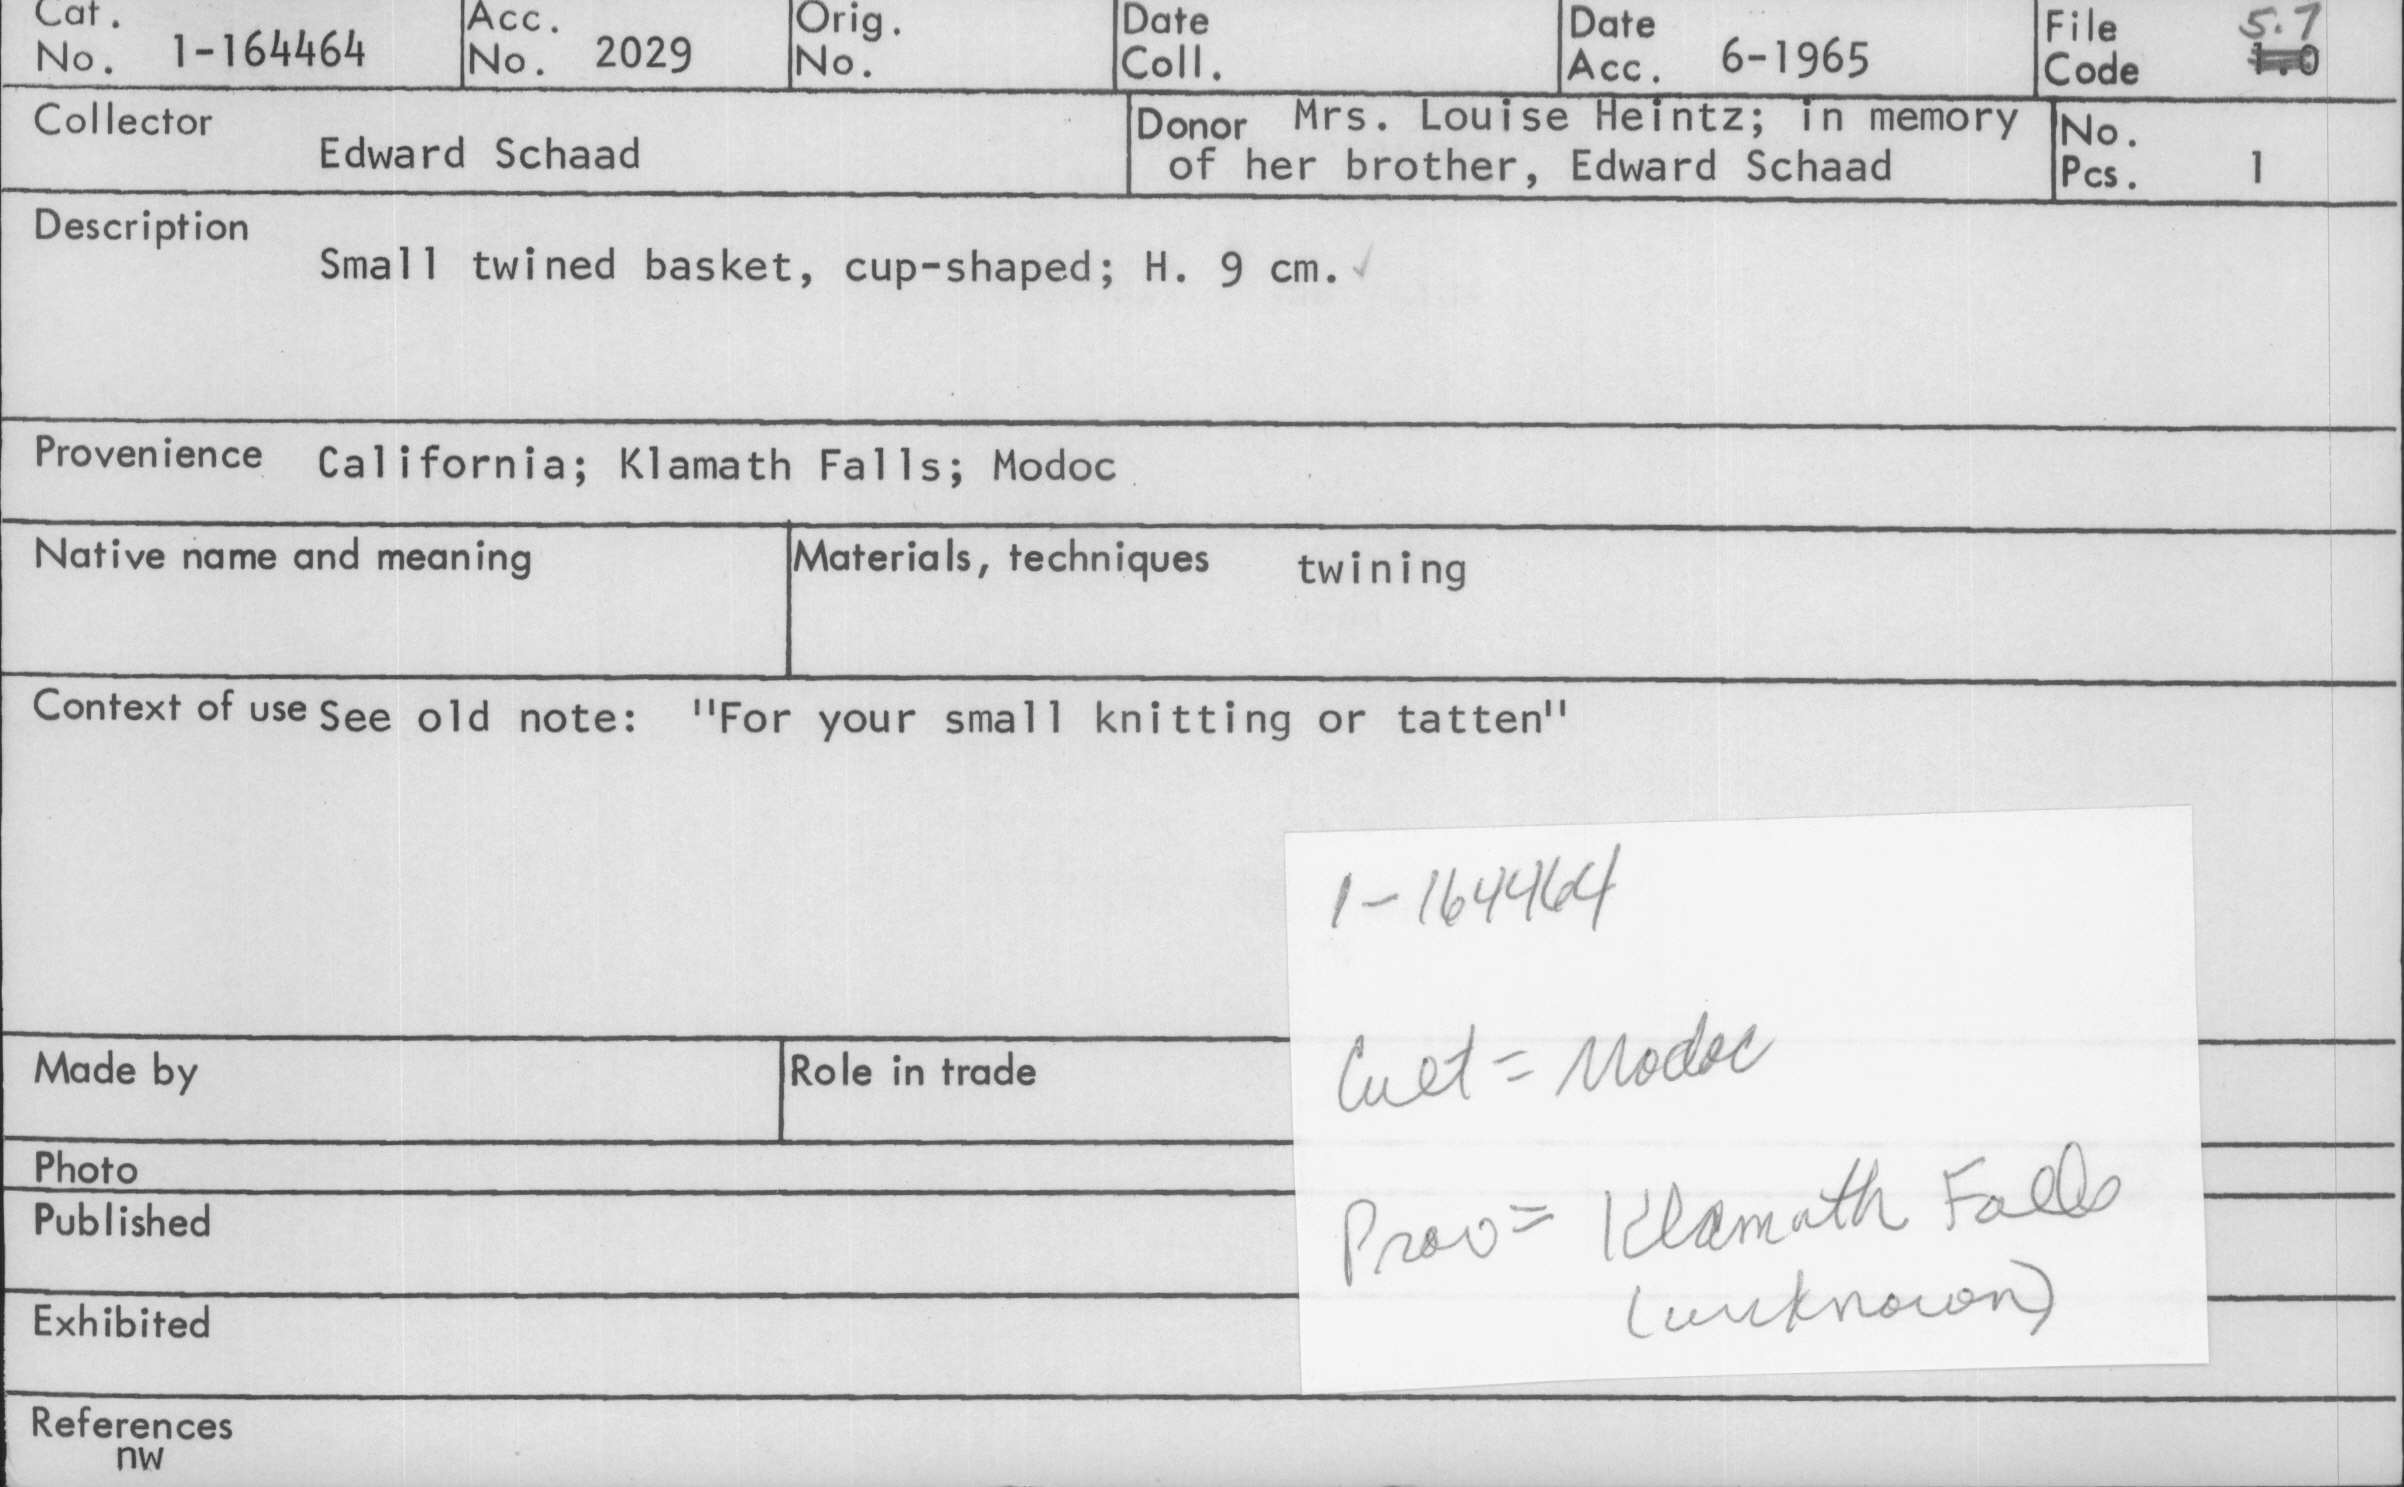 Cat. No. 1-164464
Acc. No. 2029
Orig. No.
Date Coll.
Date Acc. 6-1965
File Code 5.7 1.0
Collector Edward Schaad
Donor Mrs. Louise Heintz; in memory
of her brother, Edward Schaad
No. Pcs. 1
Description
Small twined basket, cup-shaped; H. 9 cm. ✓
Provenience California; Klamath Falls; Modoc
Native name and meaning
Materials, techniques twining
Context of use See old note: "For your small knitting or tatten"
1-164464
Cult = Modoc
Prov = Klamath Falls
(unknown)
Made by
Role in trade
Photo
Published
Exhibited
References
nw